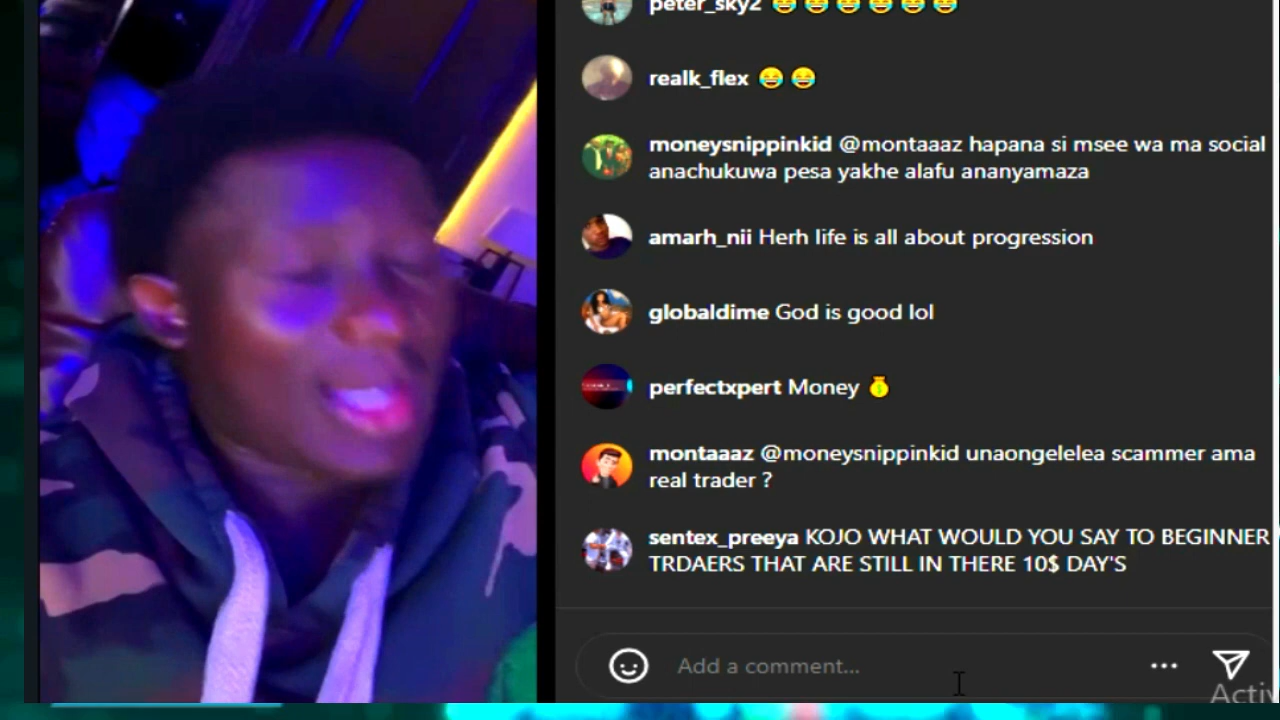 peter_sky2 😂😂😂😂😂😂
realk_flex 😂😂
moneysnippinkid @montaaaz hapana si msee wa ma social
anachukuwa pesa yakhe alafu ananyamaza
amarh_nii Herh life is all about progression
globaldime God is good lol
perfectxpert Money 💰
montaaaz @moneysnippinkid unaongelelea scammer ama
real trader ?
sentex_preeya KOJO WHAT WOULD YOU SAY TO BEGINNER
TRDAERS THAT ARE STILL IN THERE 10$ DAY'S
Add a comment...